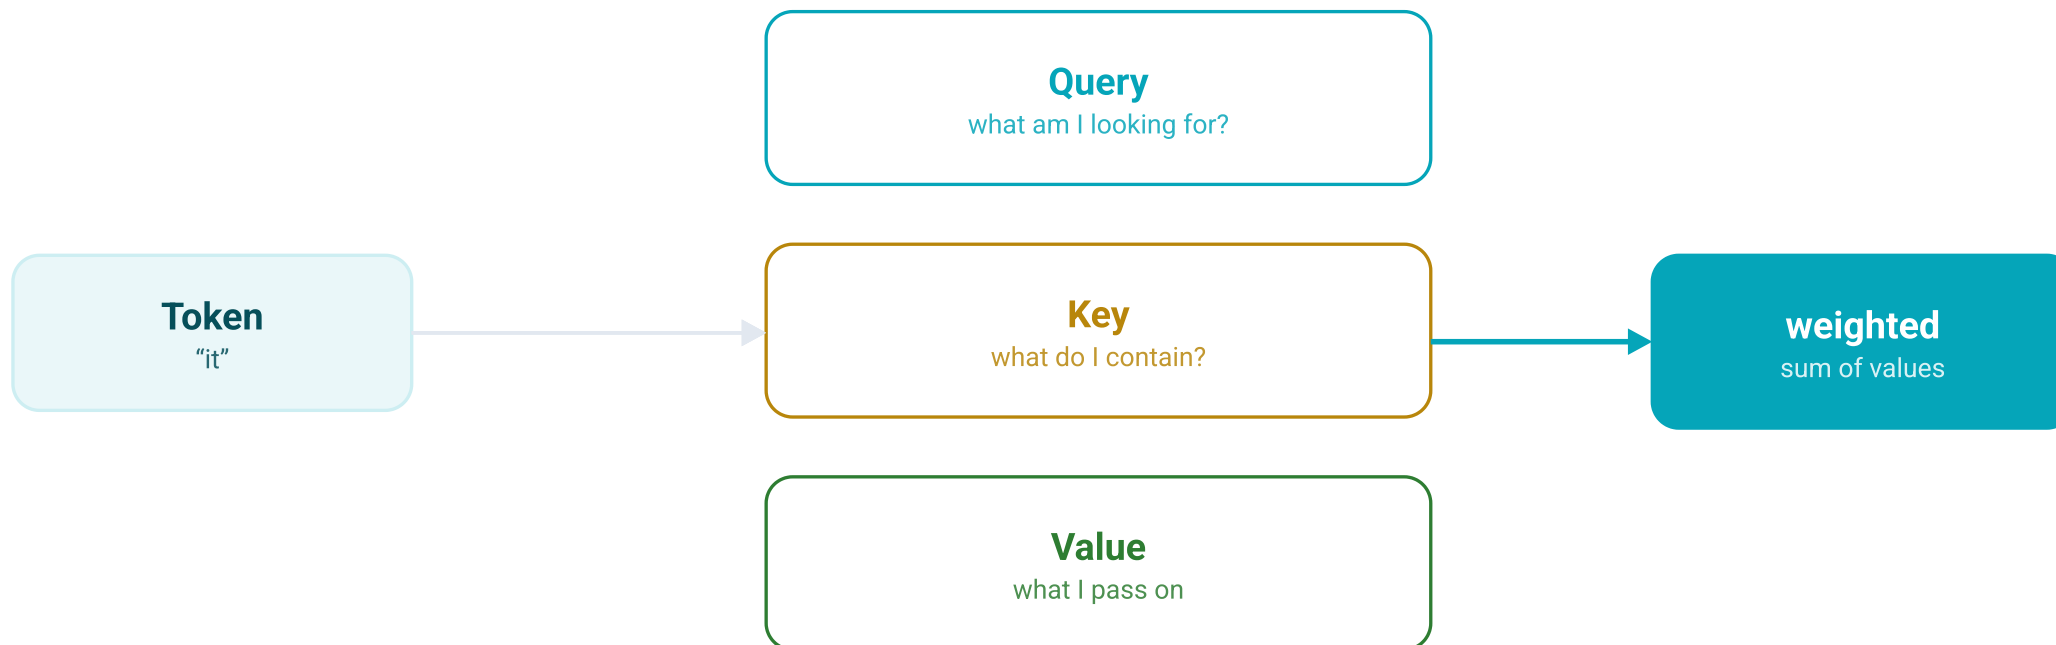 Query
what am I looking for?
Token
“it”
Key
what do I contain?
weighted
sum of values
Value
what I pass on